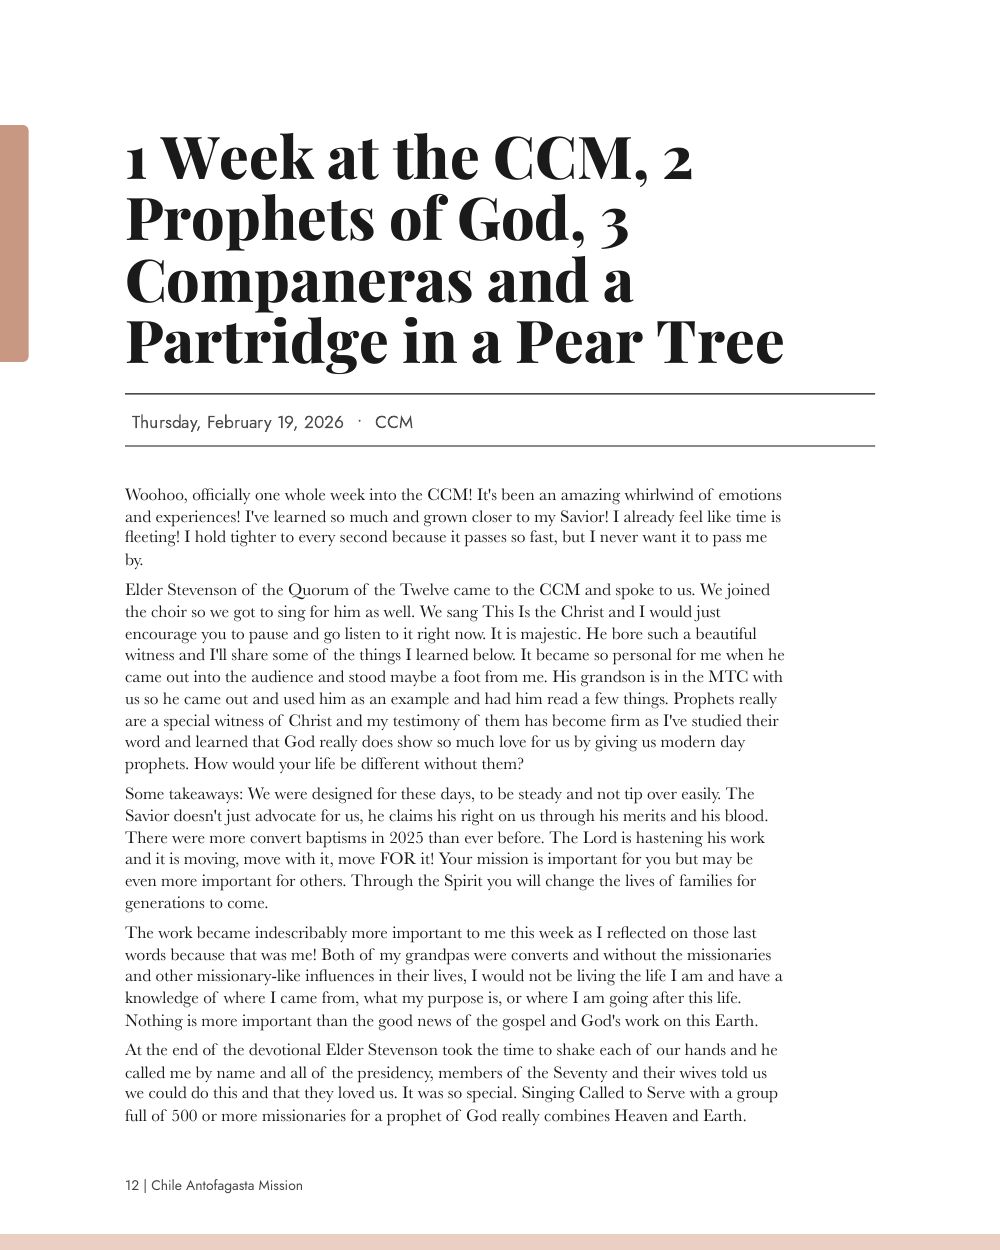 1 Week at the CCM, 2
Prophets of God, 3
Companeras and a
Partridge in a Pear Tree
Thursday, February 19, 2026 · CCM
Woohoo, officially one whole week into the CCM! It's been an amazing whirlwind of emotions
and experiences! I've learned so much and grown closer to my Savior! I already feel like time is
fleeting! I hold tighter to every second because it passes so fast, but I never want it to pass me
by.
Elder Stevenson of the Quorum of the Twelve came to the CCM and spoke to us. We joined
the choir so we got to sing for him as well. We sang This Is the Christ and I would just
encourage you to pause and go listen to it right now. It is majestic. He bore such a beautiful
witness and I'll share some of the things I learned below. It became so personal for me when he
came out into the audience and stood maybe a foot from me. His grandson is in the MTC with
us so he came out and used him as an example and had him read a few things. Prophets really
are a special witness of Christ and my testimony of them has become firm as I've studied their
word and learned that God really does show so much love for us by giving us modern day
prophets. How would your life be different without them?
Some takeaways: We were designed for these days, to be steady and not tip over easily. The
Savior doesn't just advocate for us, he claims his right on us through his merits and his blood.
There were more convert baptisms in 2025 than ever before. The Lord is hastening his work
and it is moving, move with it, move FOR it! Your mission is important for you but may be
even more important for others. Through the Spirit you will change the lives of families for
generations to come.
The work became indescribably more important to me this week as I reflected on those last
words because that was me! Both of my grandpas were converts and without the missionaries
and other missionary-like influences in their lives, I would not be living the life I am and have a
knowledge of where I came from, what my purpose is, or where I am going after this life.
Nothing is more important than the good news of the gospel and God's work on this Earth.
At the end of the devotional Elder Stevenson took the time to shake each of our hands and he
called me by name and all of the presidency, members of the Seventy and their wives told us
we could do this and that they loved us. It was so special. Singing Called to Serve with a group
full of 500 or more missionaries for a prophet of God really combines Heaven and Earth.
12 | Chile Antofagasta Mission